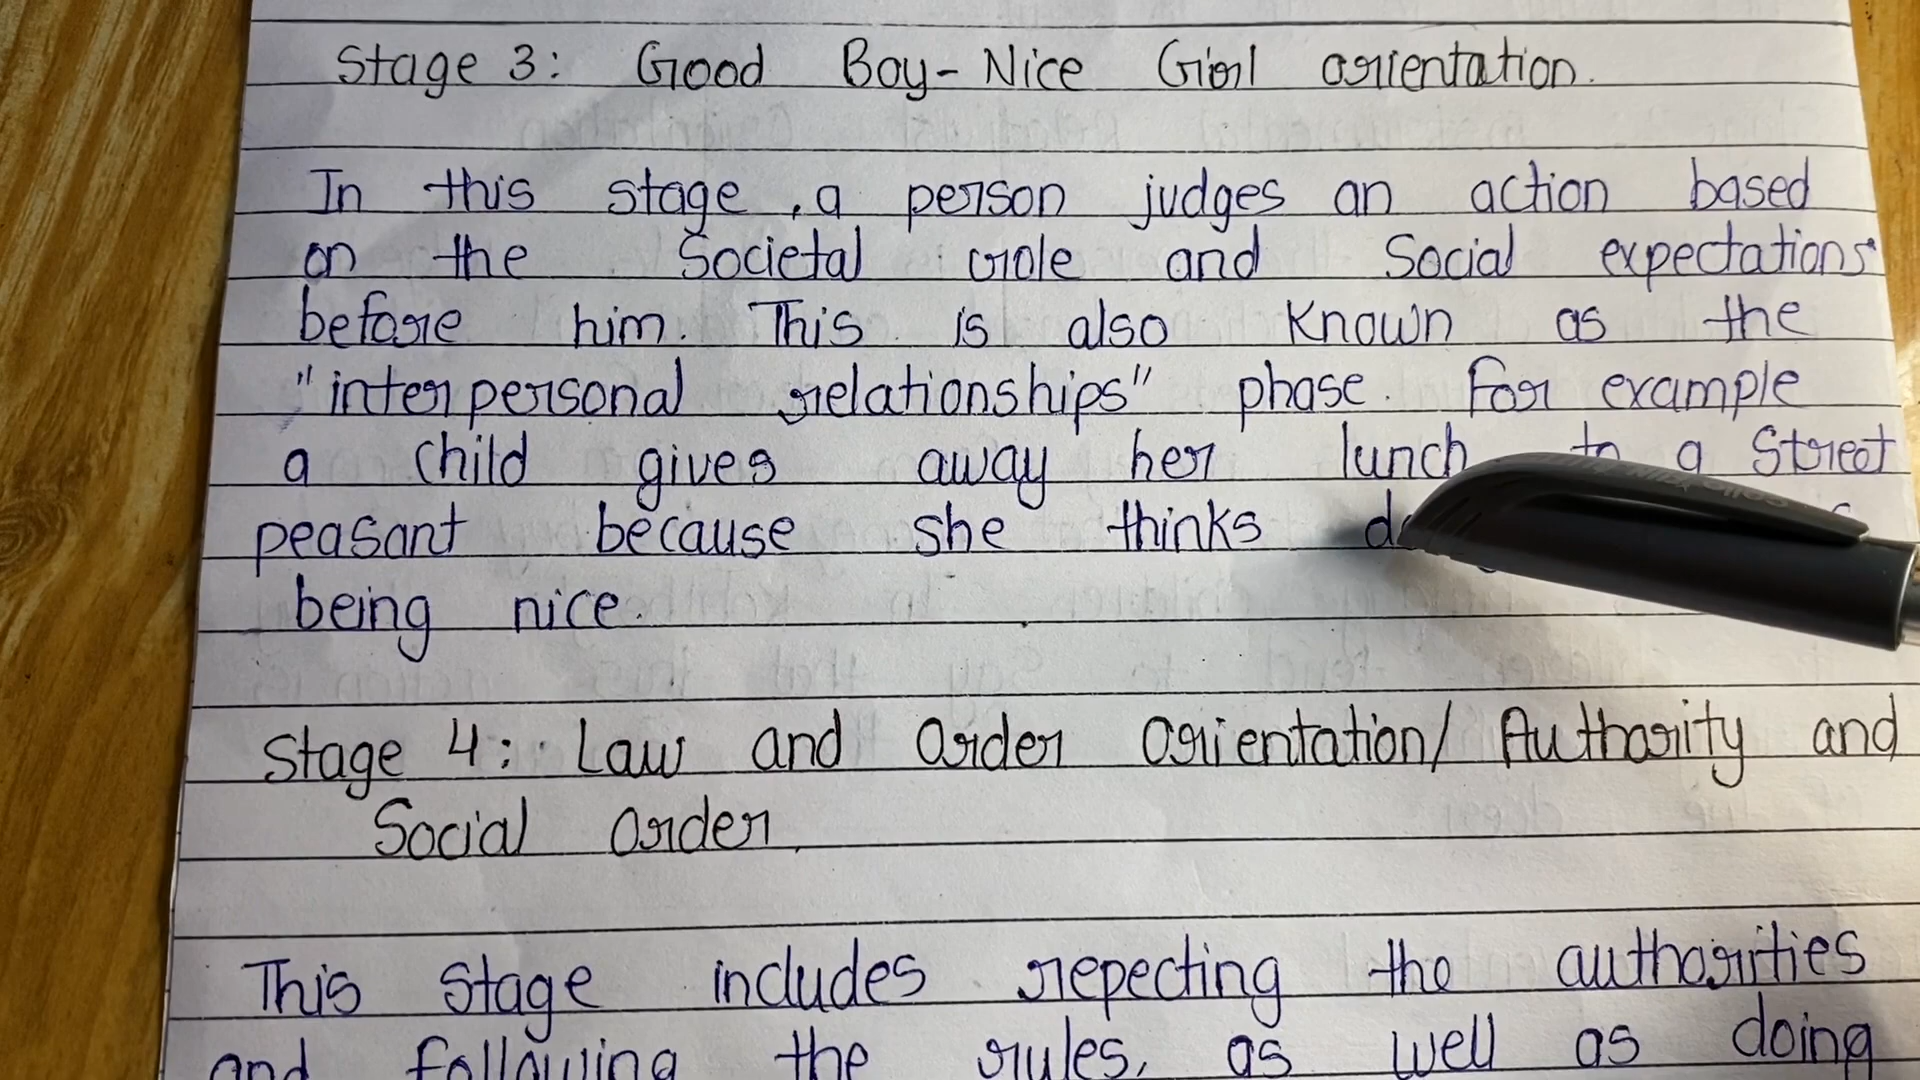 Stage 3: Good Boy-Nice Girl orientation.
In this stage, a person judges an action based
on the Societal role and Social expectations
before him. This is also Known as the
"interpersonal relationships" phase. For example
a child gives away her lunch to a Street
peasant because she thinks
being nice.
Stage 4: Law and Order Orientation/ Authority and
Social Order.
This Stage includes repecting the authorities
and following the rules, as well as doing